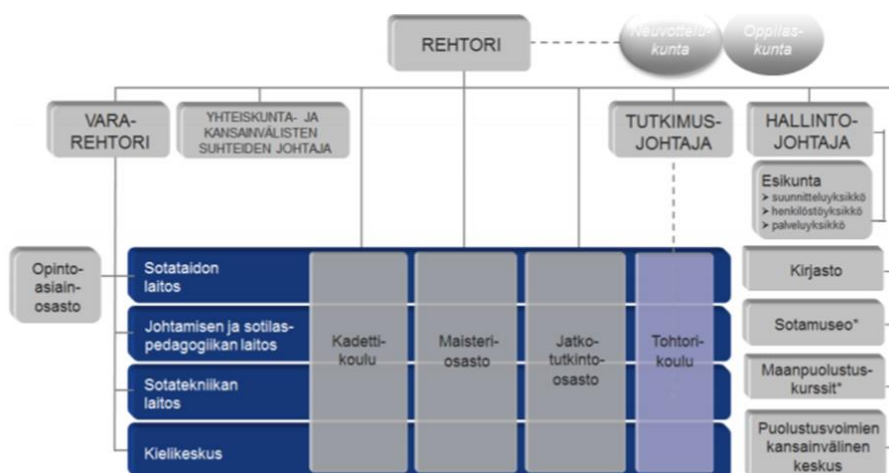 REHTORI
Neuvottelu-
kunta
Oppilas-
kunta
VARA-
REHTORI
YHTEISKUNTA- JA
KANSAINVÄLISTEN
SUHTEIDEN JOHTAJA
TUTKIMUS-
JOHTAJA
HALLINTO-
JOHTAJA
Esikunta
➤ suunnitteluyksikkö
➤ henkilöstöyksikkö
➤ palveluyksikkö
Opinto-
asiain-
osasto
Sotataidon
laitos
Johtamisen ja sotilas-
pedagogiikan laitos
Sotatekniikan
laitos
Kielikeskus
Kadetti-
koulu
Maisteri-
osasto
Jatko-
tutkinto-
osasto
Tohtori-
koulu
Kirjasto
Sotamuseo*
Maanpuolustus-
kurssit*
Puolustusvoimien
kansainvälinen
keskus